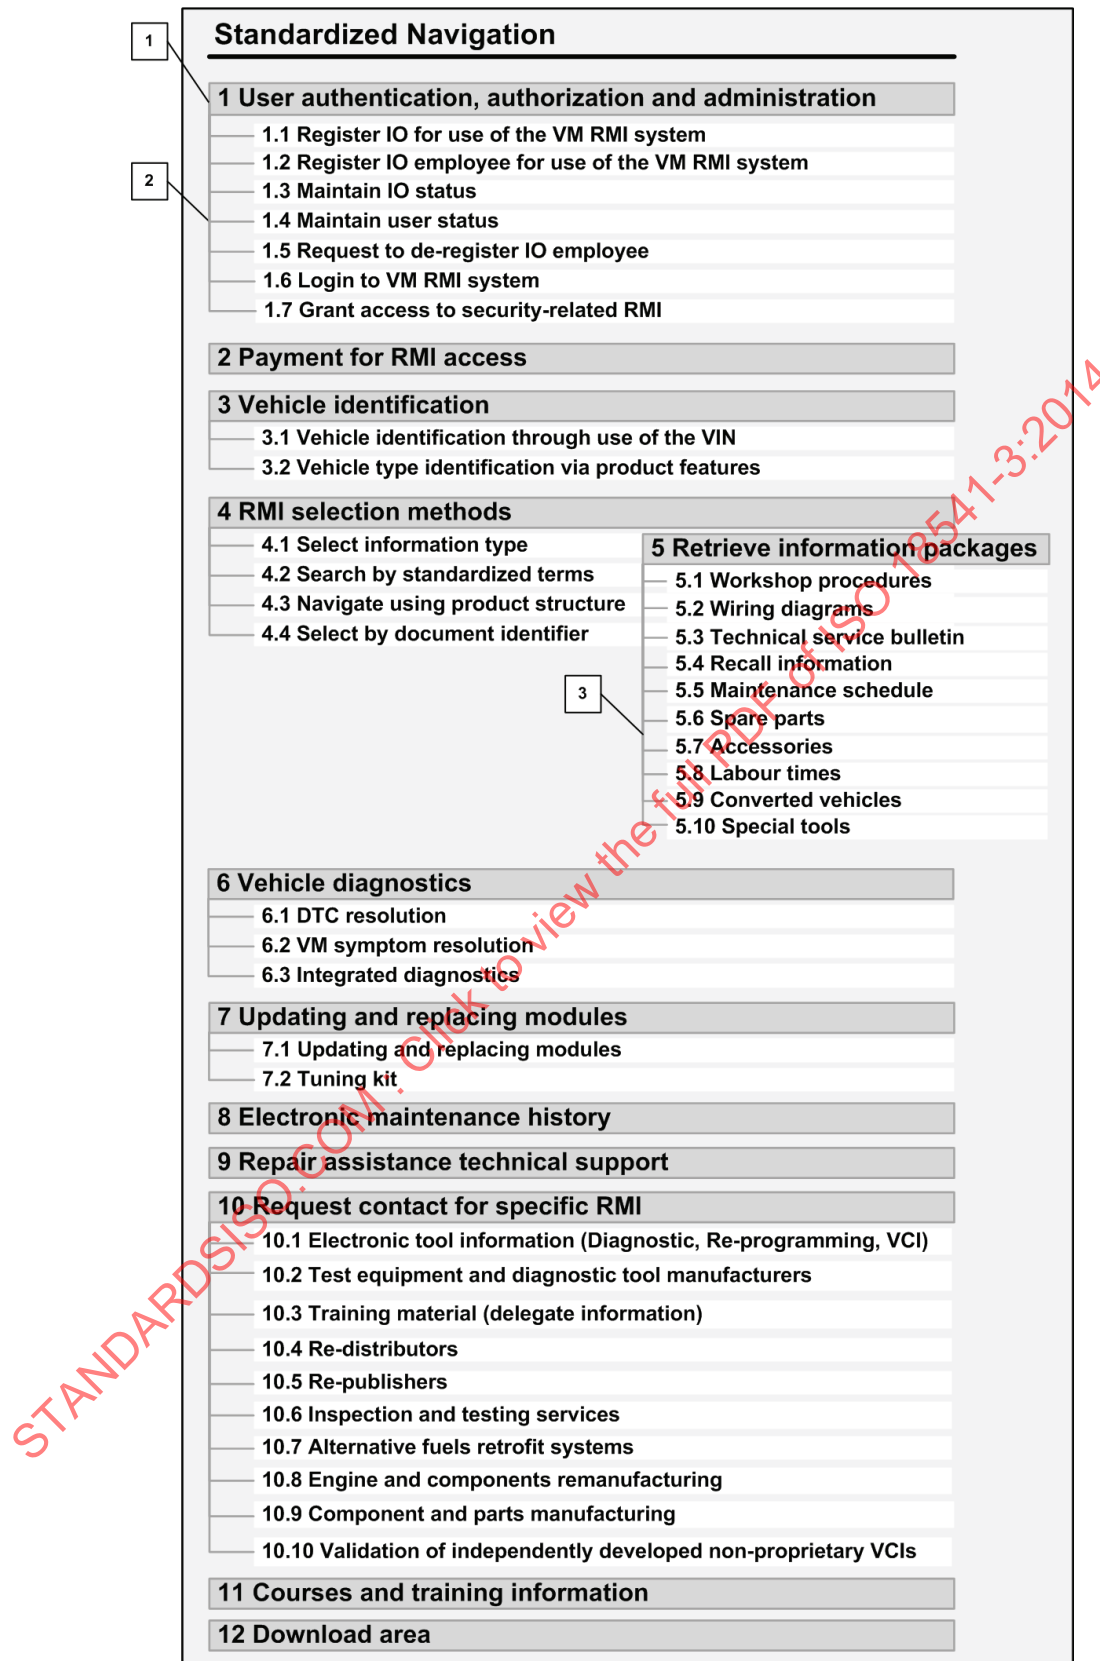 Standardized Navigation
1
1 User authentication, authorization and administration
1.1 Register IO for use of the VM RMI system
1.2 Register IO employee for use of the VM RMI system
2
1.3 Maintain IO status
1.4 Maintain user status
1.5 Request to de-register IO employee
1.6 Login to VM RMI system
1.7 Grant access to security-related RMI
2 Payment for RMI access
3 Vehicle identification
3.1 Vehicle identification through use of the VIN
3.2 Vehicle type identification via product features
4 RMI selection methods
4.1 Select information type
4.2 Search by standardized terms
4.3 Navigate using product structure
4.4 Select by document identifier
5 Retrieve information packages
5.1 Workshop procedures
5.2 Wiring diagrams
5.3 Technical service bulletin
5.4 Recall information
5.5 Maintenance schedule
3
5.6 Spare parts
5.7 Accessories
5.8 Labour times
5.9 Converted vehicles
5.10 Special tools
6 Vehicle diagnostics
6.1 DTC resolution
6.2 VM symptom resolution
6.3 Integrated diagnostics
7 Updating and replacing modules
7.1 Updating and replacing modules
7.2 Tuning kit
8 Electronic maintenance history
9 Repair assistance technical support
10 Request contact for specific RMI
10.1 Electronic tool information (Diagnostic, Re-programming, VCI)
10.2 Test equipment and diagnostic tool manufacturers
10.3 Training material (delegate information)
10.4 Re-distributors
10.5 Re-publishers
10.6 Inspection and testing services
10.7 Alternative fuels retrofit systems
10.8 Engine and components remanufacturing
10.9 Component and parts manufacturing
10.10 Validation of independently developed non-proprietary VCIs
11 Courses and training information
12 Download area
STANDARDSISO.COM : Click to view the full PDF of ISO 18541-3:2014